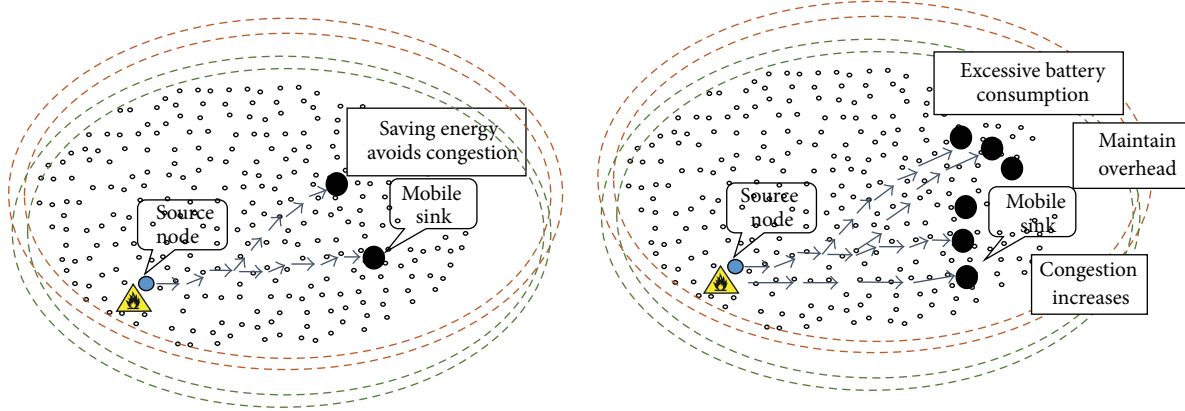 Saving energy
avoids congestion
Mobile
sink
Source
node
Excessive battery
consumption
Maintain
overhead
Mobile
sink
Source
node
Congestion
increases